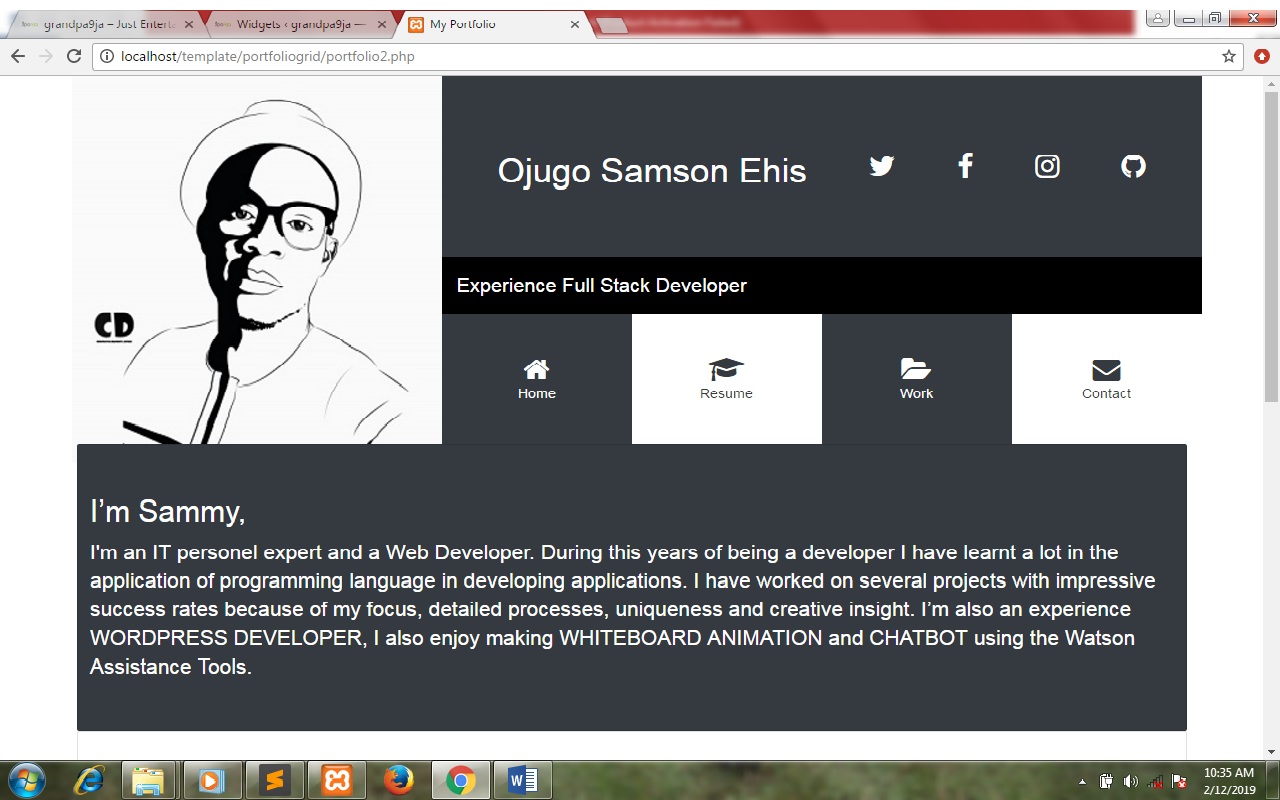 grandpa9ja – Just Enterta
Widgets ‹ grandpa9ja —
My Portfolio
localhost/template/portfoliogrid/portfolio2.php
Ojugo Samson Ehis
Experience Full Stack Developer
CD
Home
Resume
Work
Contact
I’m Sammy,
I'm an IT personel expert and a Web Developer. During this years of being a developer I have learnt a lot in the
application of programming language in developing applications. I have worked on several projects with impressive
success rates because of my focus, detailed processes, uniqueness and creative insight. I’m also an experience
WORDPRESS DEVELOPER, I also enjoy making WHITEBOARD ANIMATION and CHATBOT using the Watson
Assistance Tools.
10:35 AM
2/12/2019